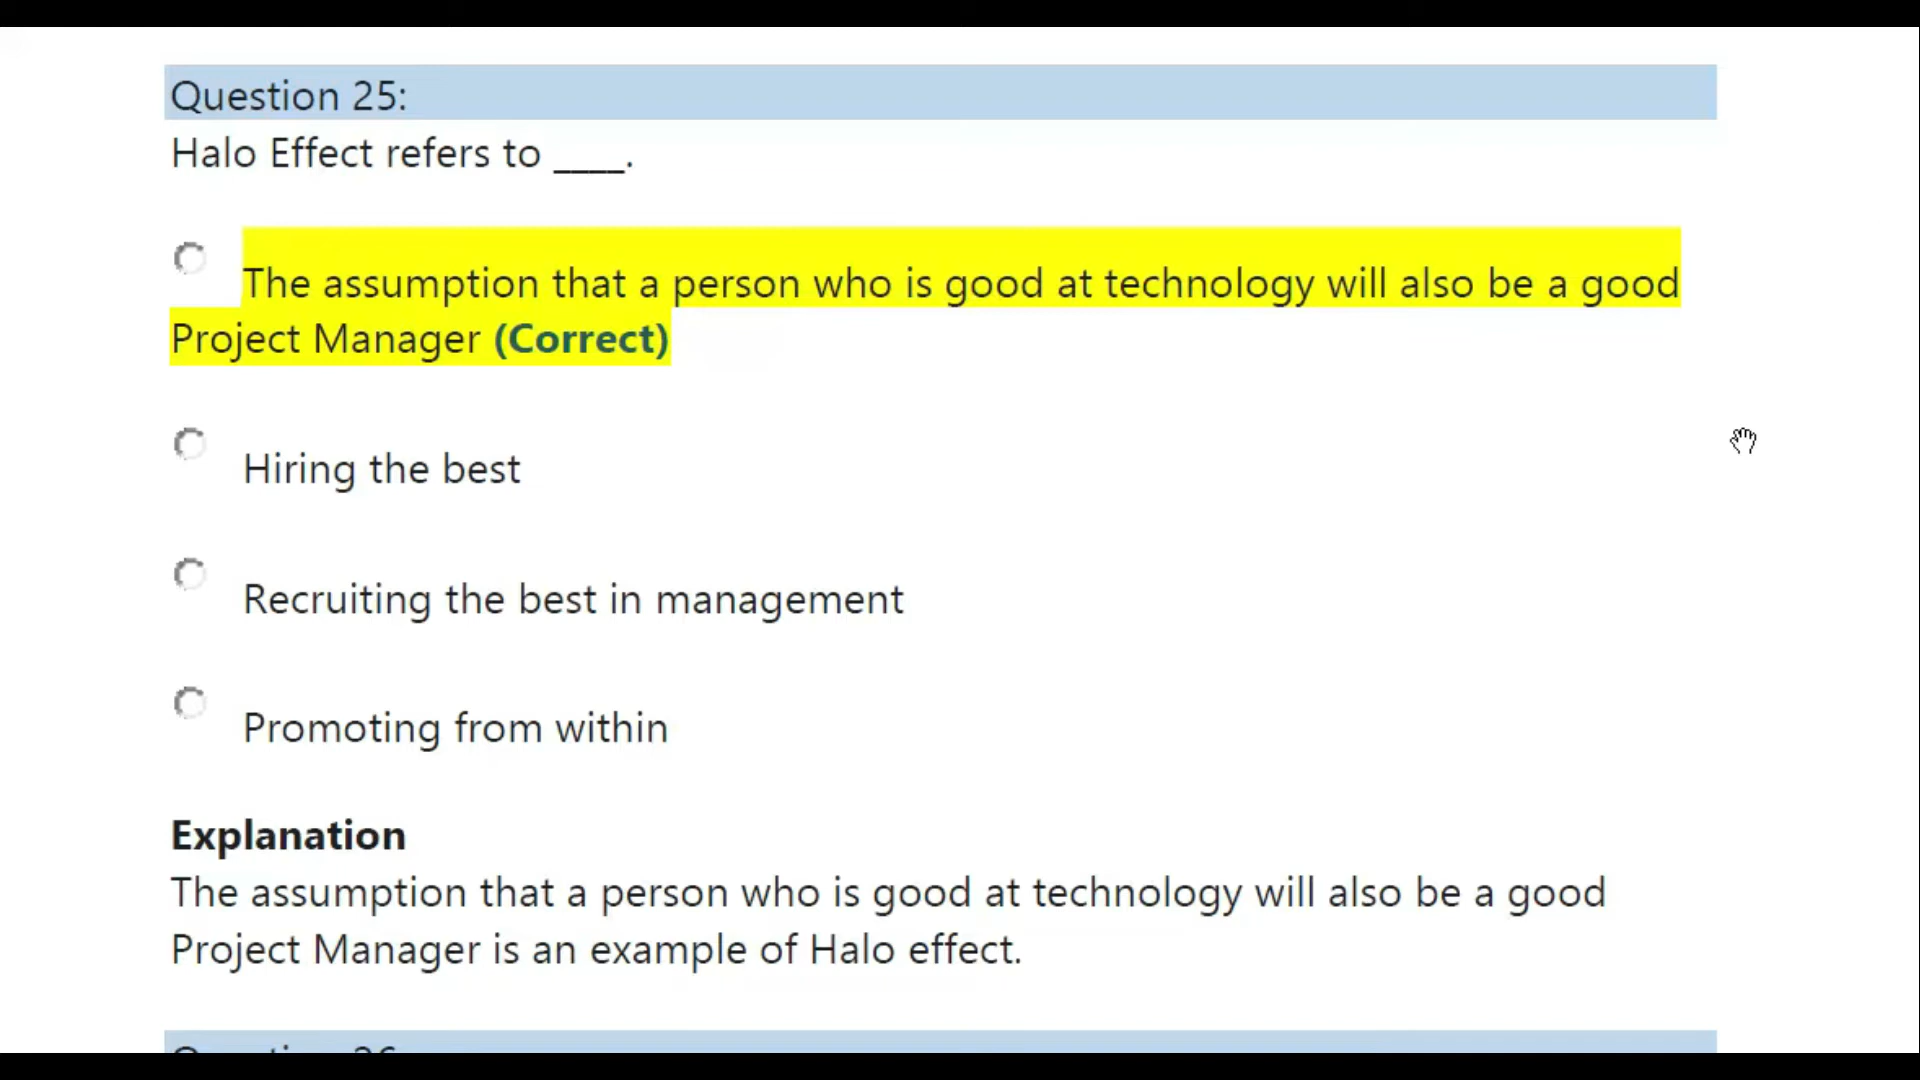 Question 25:
Halo Effect refers to ____.
The assumption that a person who is good at technology will also be a good
Project Manager (Correct)
Hiring the best
Recruiting the best in management
Promoting from within
Explanation
The assumption that a person who is good at technology will also be a good
Project Manager is an example of Halo effect.